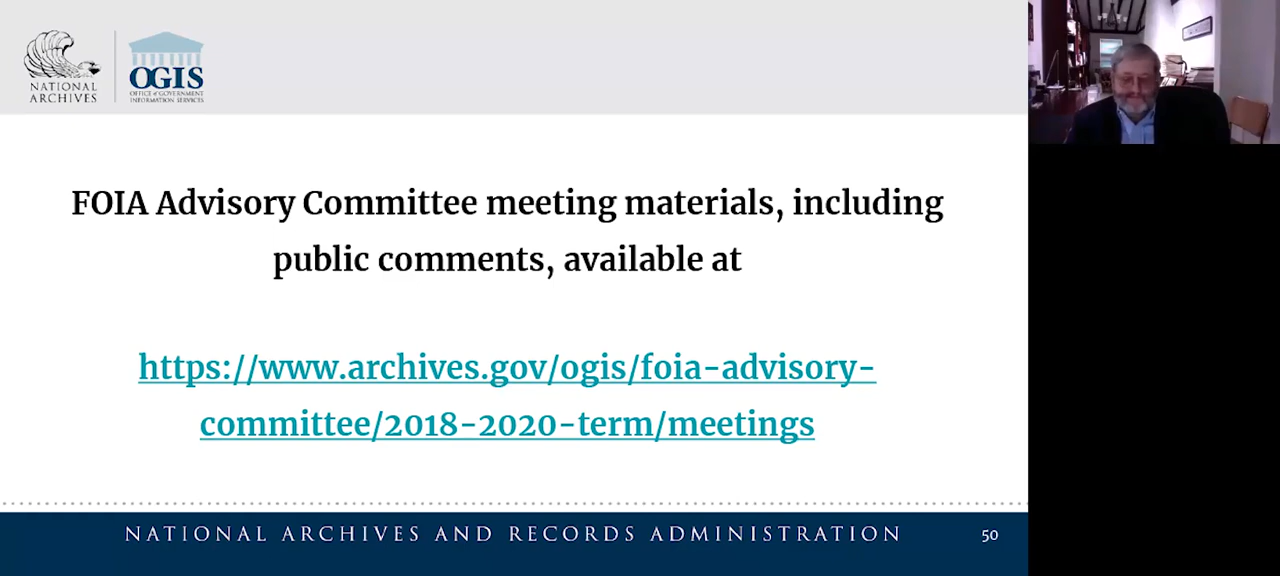 NATIONAL
ARCHIVES
OGIS
OFFICE of GOVERNMENT
INFORMATION SERVICES
FOIA Advisory Committee meeting materials, including
public comments, available at
https://www.archives.gov/ogis/foia-advisory-
committee/2018-2020-term/meetings
NATIONAL ARCHIVES AND RECORDS ADMINISTRATION
50